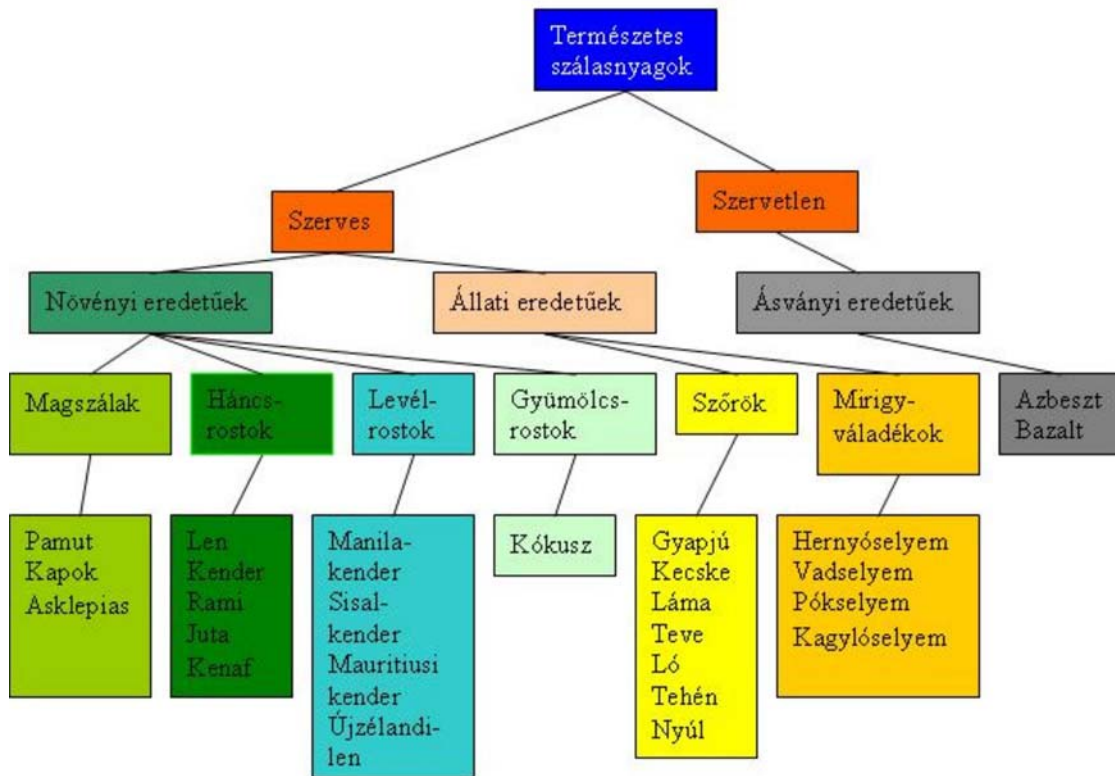 Természetes
szálasnyagok
Szerves
Szervetlen
Növényi eredetűek
Állati eredetűek
Ásványi eredetűek
Magszálak
Háncs-
rostok
Levél-
rostok
Gyümölcs-
rostok
Szőrök
Mirigy-
váladékok
Azbeszt
Bazalt
Pamut
Kapok
Asklepias
Len
Kender
Rami
Juta
Kenaf
Manila-
kender
Sisal-
kender
Mauritiusi
kender
Újzélandi-
len
Kókusz
Gyapjú
Kecske
Láma
Teve
Ló
Tehén
Nyúl
Hernyóselyem
Vadselyem
Pókselyem
Kagylóselyem